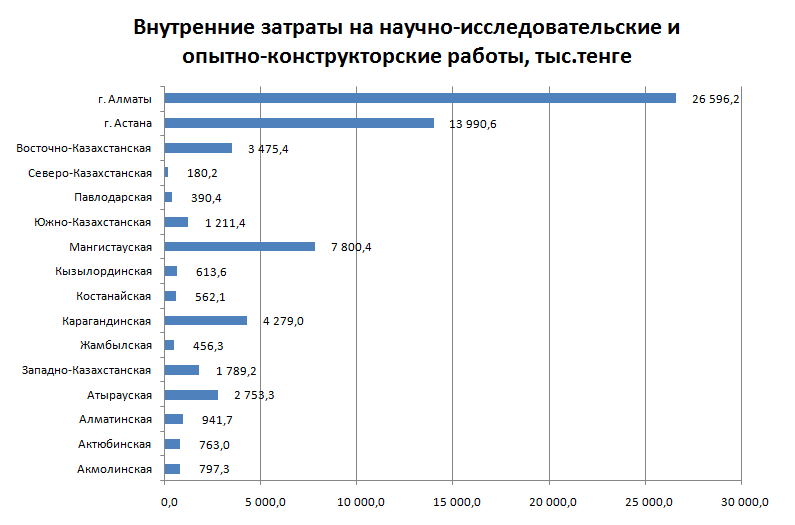 Внутренние затраты на научно-исследовательские и
опытно-конструкторские работы, тыс.тенге
г. Алматы 26 596,2
г. Астана 13 990,6
Восточно-Казахстанская 3 475,4
Северо-Казахстанская 180,2
Павлодарская 390,4
Южно-Казахстанская 1 211,4
Мангистауская 7 800,4
Кызылординская 613,6
Костанайская 562,1
Карагандинская 4 279,0
Жамбылская 456,3
Западно-Казахстанская 1 789,2
Атырауская 2 753,3
Алматинская 941,7
Актюбинская 763,0
Акмолинская 797,3
0,0 5 000,0 10 000,0 15 000,0 20 000,0 25 000,0 30 000,0